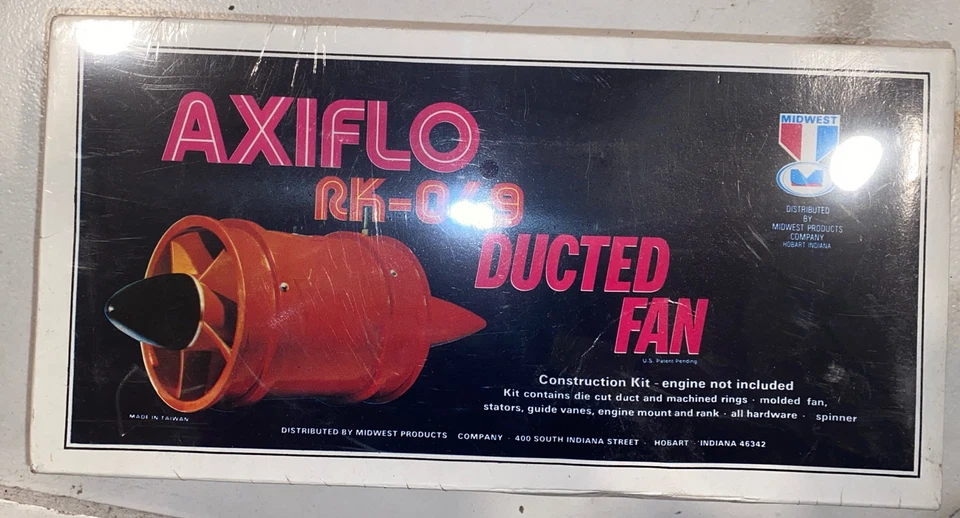 AXIFLO
MIDWEST
DUCTED
FAN
U.S. Patent Pending
DISTRIBUTED
BY
MIDWEST PRODUCTS
COMPANY
HOBART INDIANA
Construction Kit - engine not included
Kit contains die cut duct and machined rings · molded fan,
stators, guide vanes, engine mount and rank · all hardware · spinner
MADE IN TAIWAN
DISTRIBUTED BY MIDWEST PRODUCTS COMPANY · 400 SOUTH INDIANA STREET · HOBART · INDIANA 46342